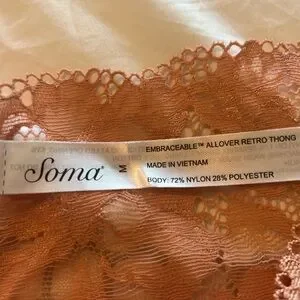 Soma®
M
EMBRACEABLE™ ALLOVER RETRO THONG
MADE IN VIETNAM
BODY: 72% NYLON 28% POLYESTER